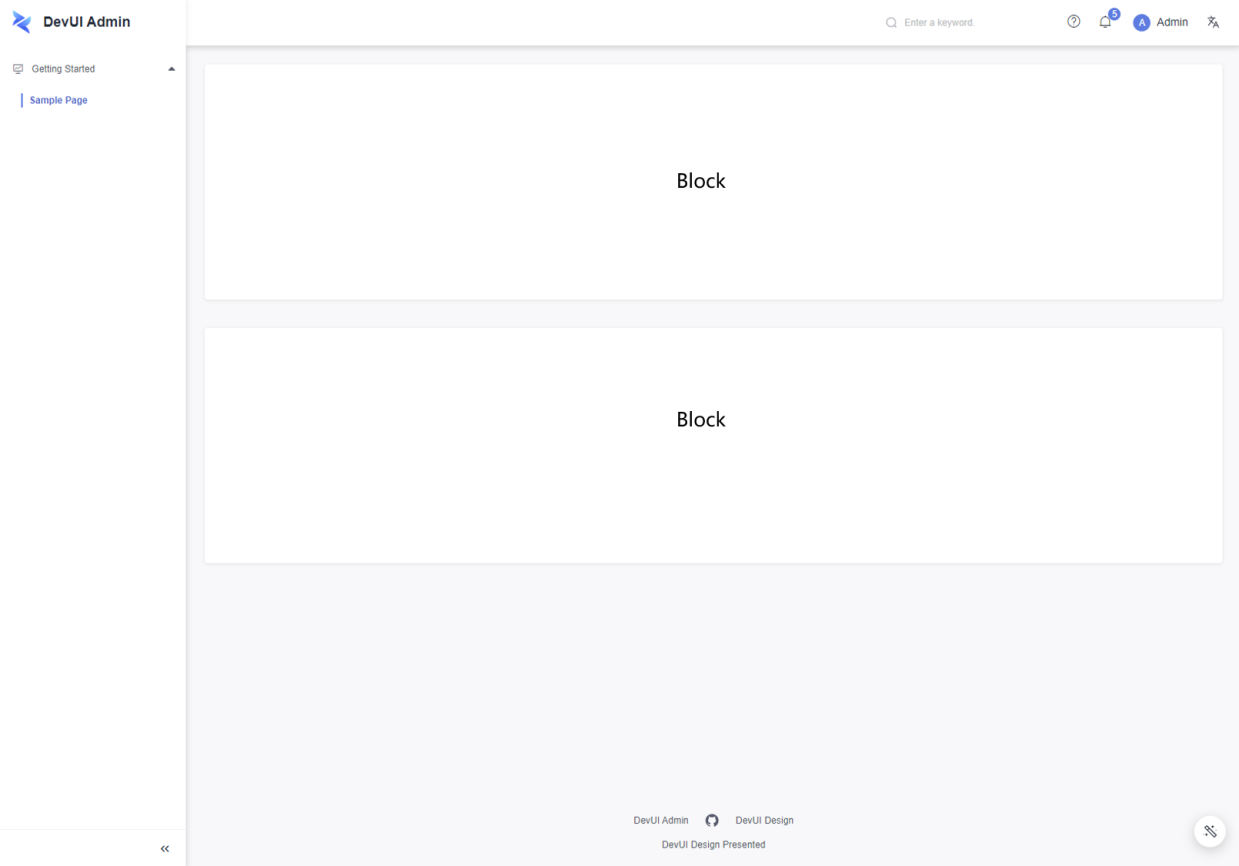 DevUI Admin
Enter a keyword.
5
A Admin
Getting Started
Sample Page
Block
Block
DevUI Admin DevUI Design
DevUI Design Presented